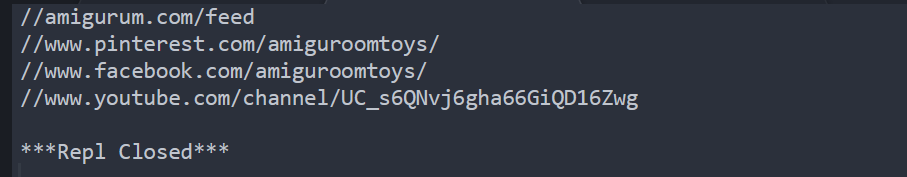 //amigurum.com/feed
//www.pinterest.com/amiguroomtoys/
//www.facebook.com/amiguroomtoys/
//www.youtube.com/channel/UC_s6QNvj6gha66GiQD16Zwg
***Repl Closed***